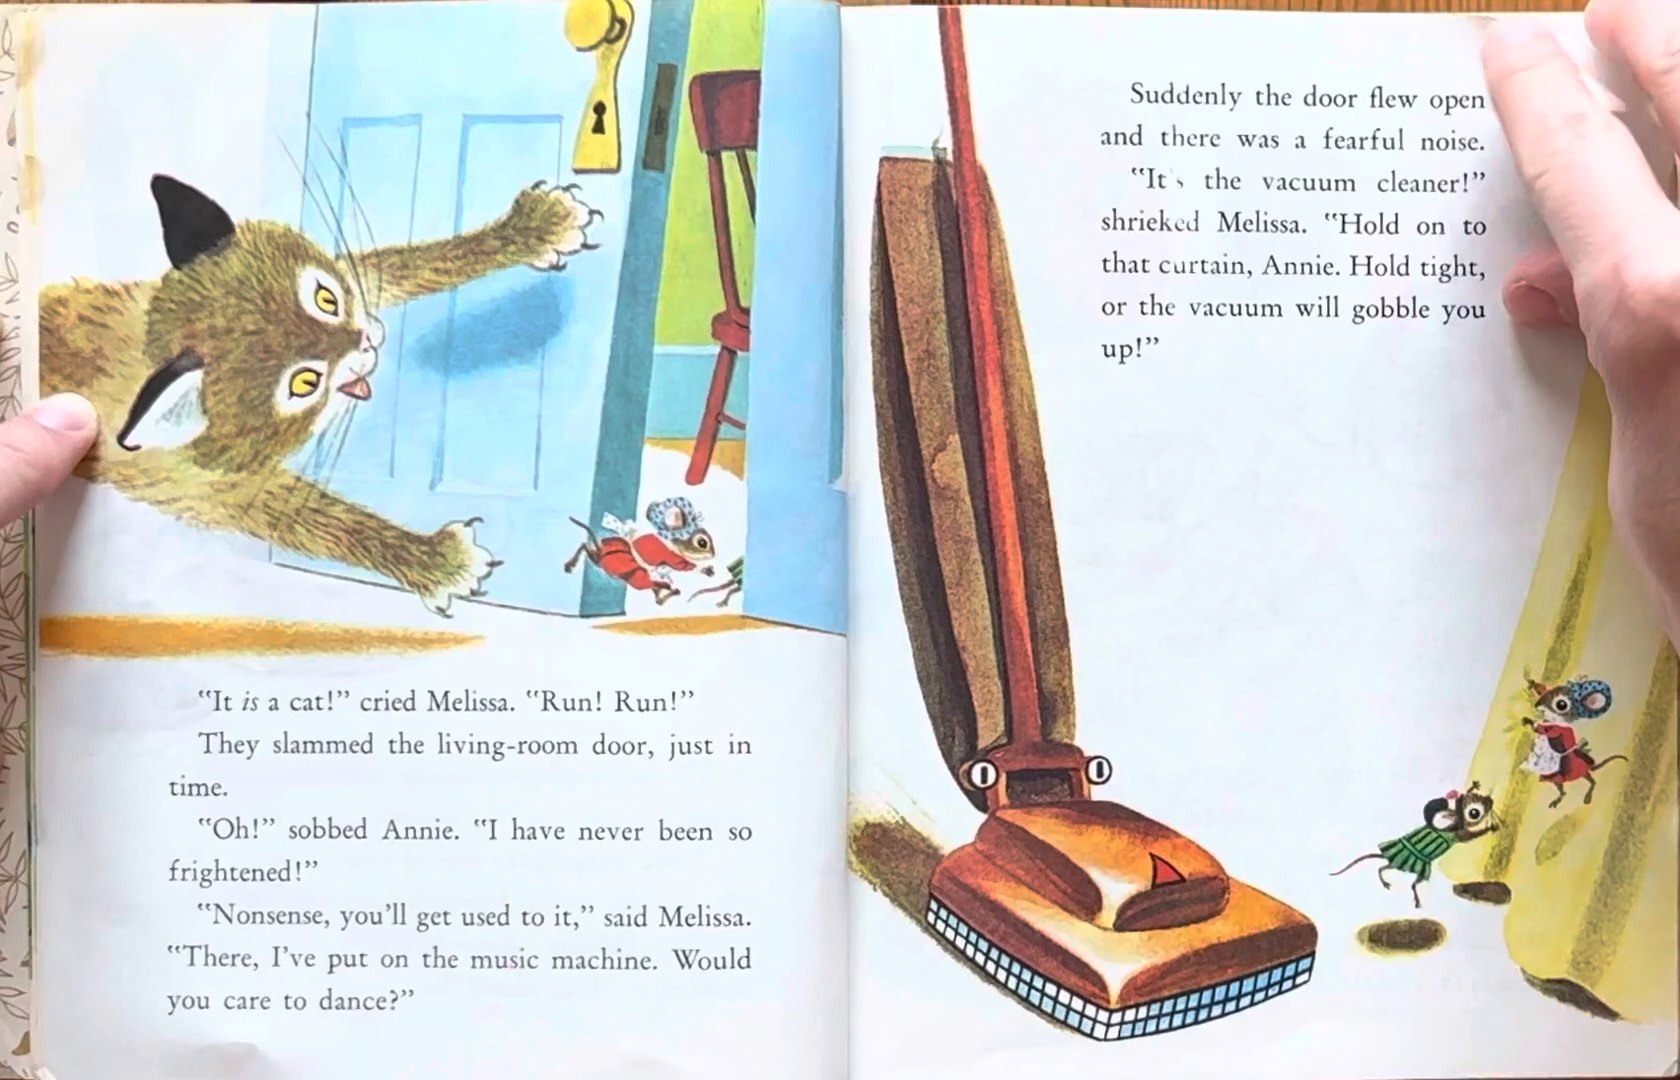 "It is a cat!" cried Melissa. "Run! Run!"
They slammed the living-room door, just in
time.
"Oh!" sobbed Annie. "I have never been so
frightened!"
"Nonsense, you'll get used to it," said Melissa.
"There, I've put on the music machine. Would
you care to dance?"
Suddenly the door flew open
and there was a fearful noise.
"It's the vacuum cleaner!"
shrieked Melissa. "Hold on to
that curtain, Annie. Hold tight,
or the vacuum will gobble you
up!"